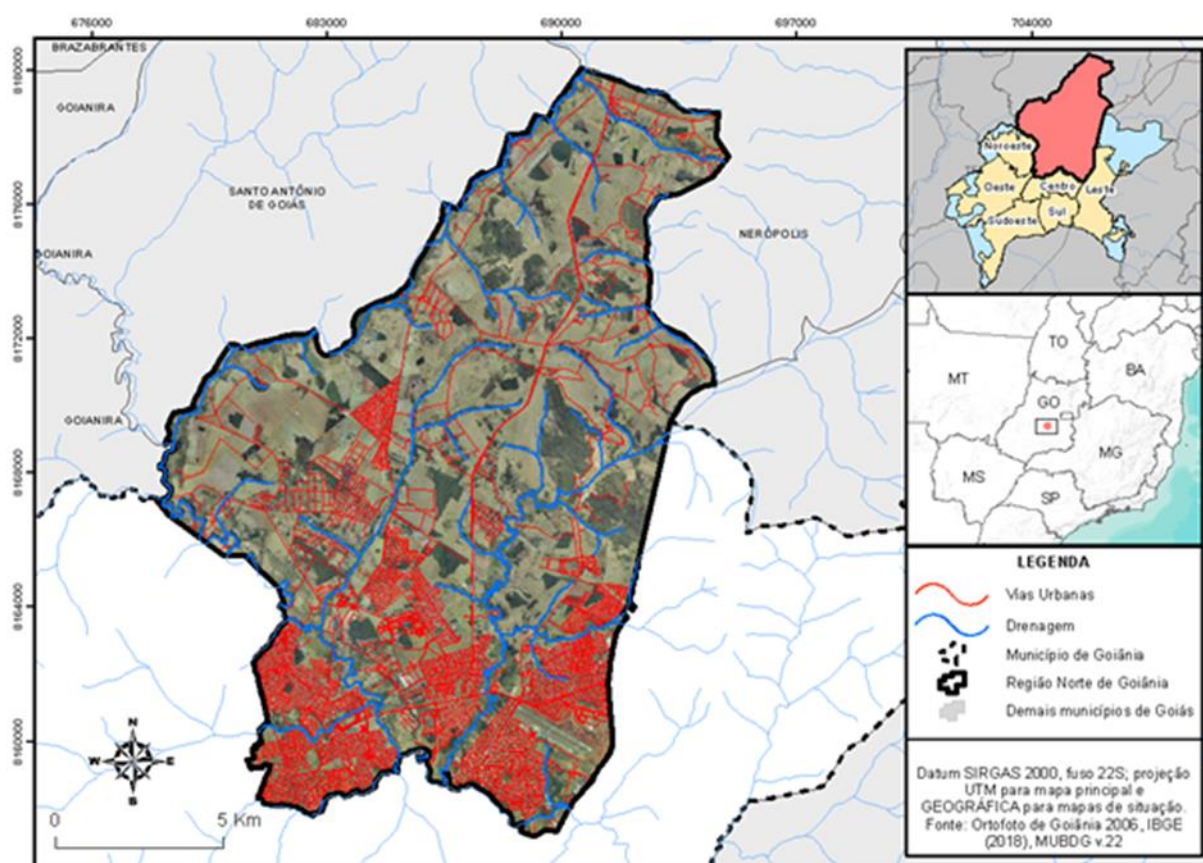 676000
683000
690000
697000
704000
8180000
8176000
8172000
8168000
8164000
8160000
BRAZABRANTES
GOIANIRA
SANTO ANTÔNIO
DE GOIÁS
GOIANIRA
GOIANIRA
NERÓPOLIS
N
W
E
S
0
5 Km
Noroeste
Oeste
Centro
Leste
Sudoeste
Sul
TO
MT
BA
GO
MG
MS
SP
LEGENDA
Vias Urbanas
Drenagem
Município de Goiânia
Região Norte de Goiânia
Demais municípios de Goiás
Datum SIRGAS 2000, fuso 22S; projeção
UTM para mapa principal e
GEOGRÁFICA para mapas de situação.
Fonte: Ortofoto de Goiânia 2006, IBGE
(2018), MUBDG v.22